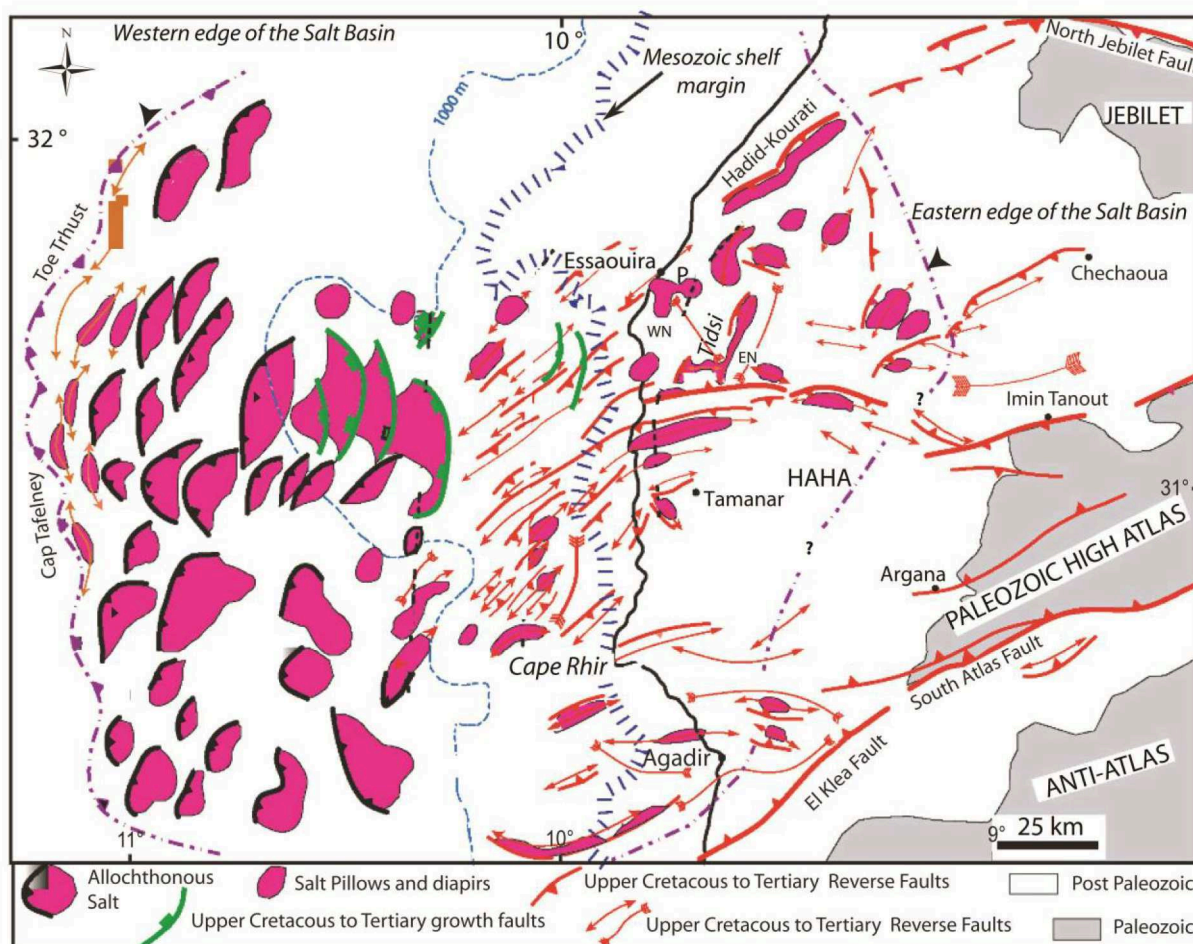 Western edge of the Salt Basin
10 °
N
Mesozoic shelf
margin
North Jebilet Fault
1000 m
JEBILET
32 °
Hadid-Kourati
Eastern edge of the Salt Basin
Toe Trhust
Essaouira
Chechaoua
P
WN
Tidsi
EN
?
Imin Tanout
HAHA
31°
Tamanar
Cap Tafelney
?
Argana
PALEOZOIC HIGH ATLAS
Cape Rhir
South Atlas Fault
Agadir
El Klea Fault
ANTI-ATLAS
11°
10°
9°
25 km
Allochthonous
Salt
Salt Pillows and diapirs
Upper Cretacous to Tertiary Reverse Faults
Post Paleozoic
Upper Cretacous to Tertiary growth faults
Upper Cretacous to Tertiary Reverse Faults
Paleozoic